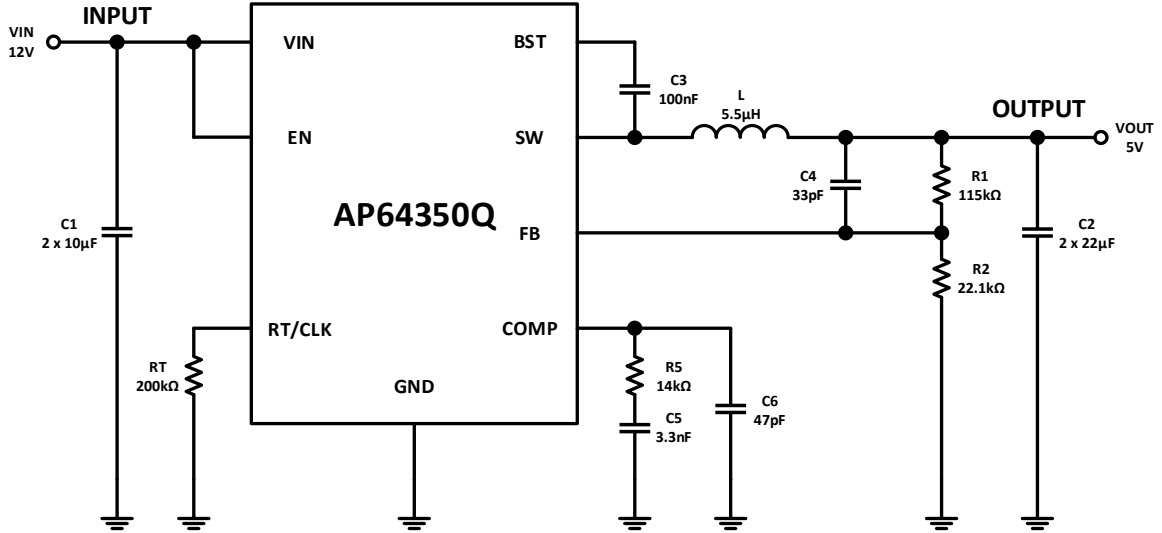 INPUT
VIN
12V
VIN
BST
C3
100nF
L
5.5µH
OUTPUT
VOUT
5V
EN
SW
C4
33pF
R1
115kΩ
AP64350Q
C1
2 x 10µF
FB
C2
2 x 22µF
R2
22.1kΩ
RT/CLK
COMP
RT
200kΩ
R5
14kΩ
GND
C6
47pF
C5
3.3nF